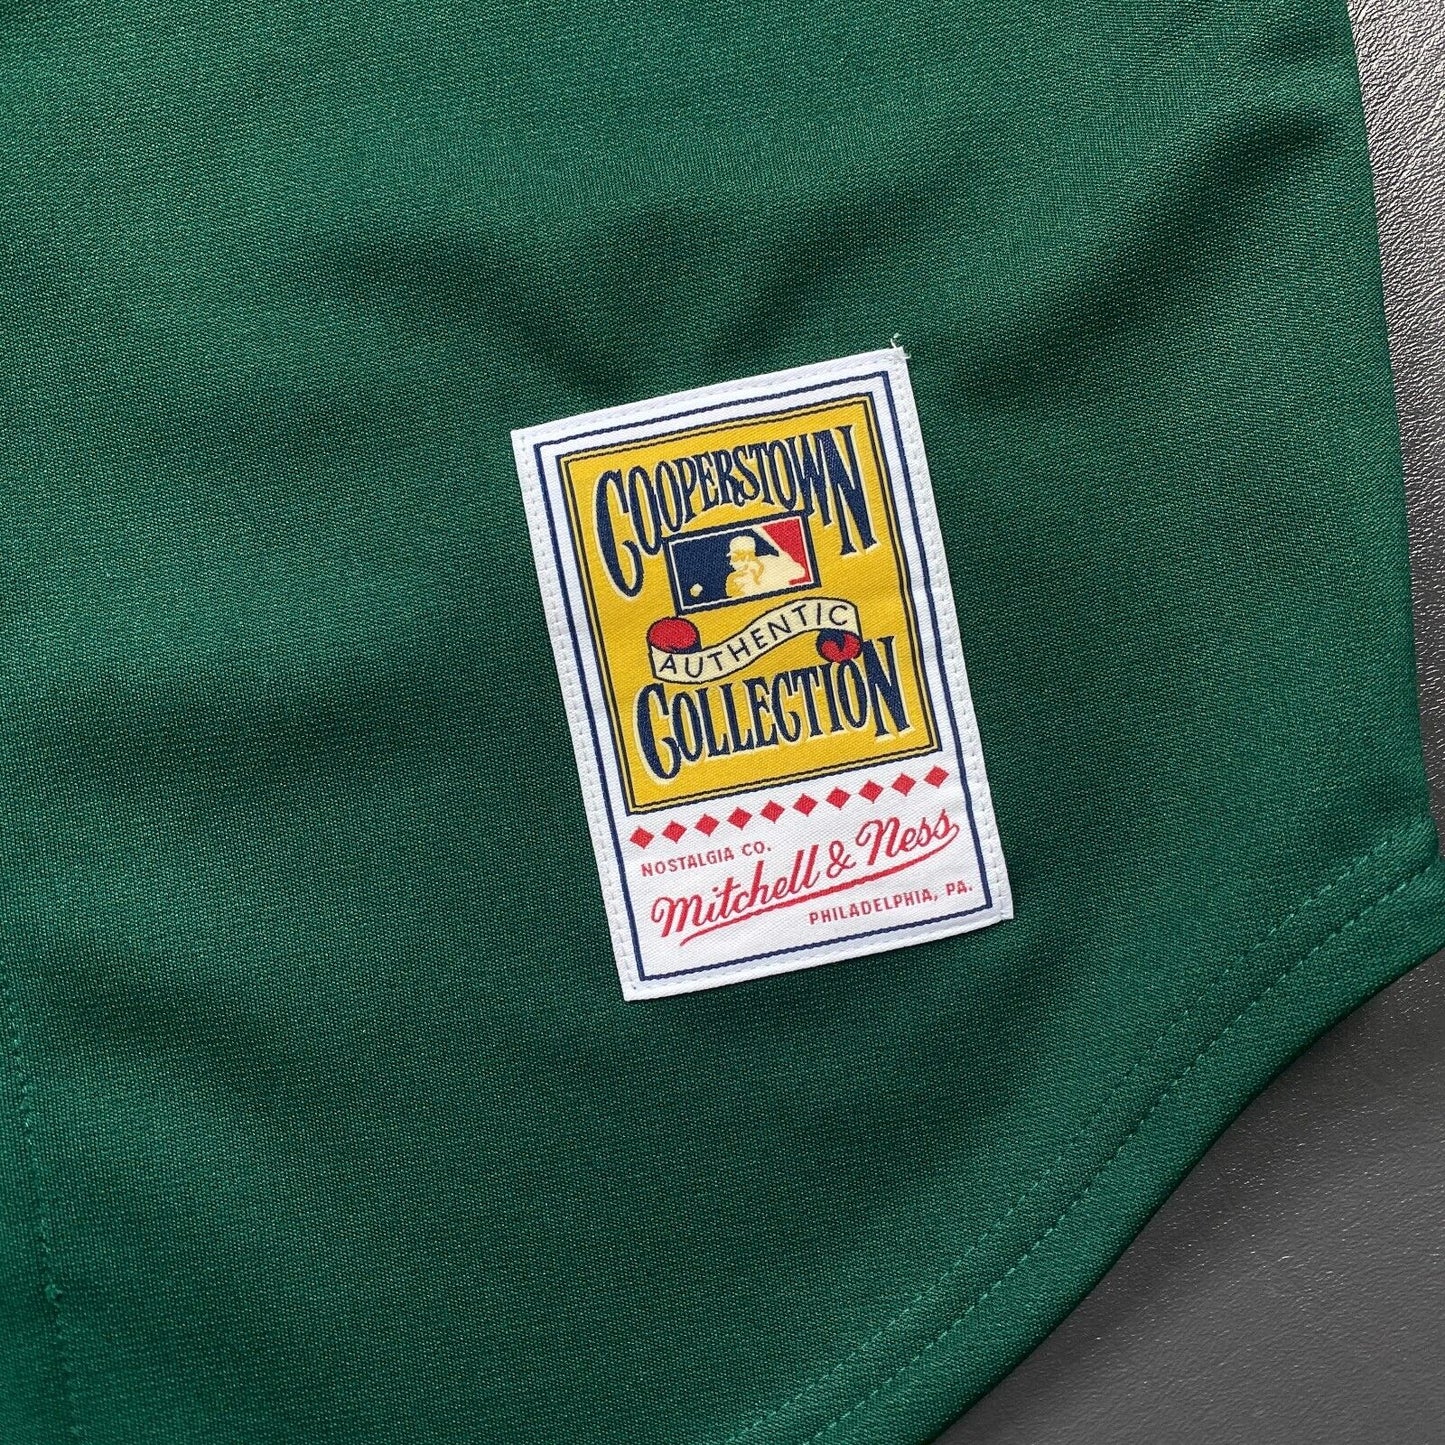 COOPERSTOWN
AUTHENTIC
COLLECTION
NOSTALGIA CO.
Mitchell & Ness
PHILADELPHIA, PA.